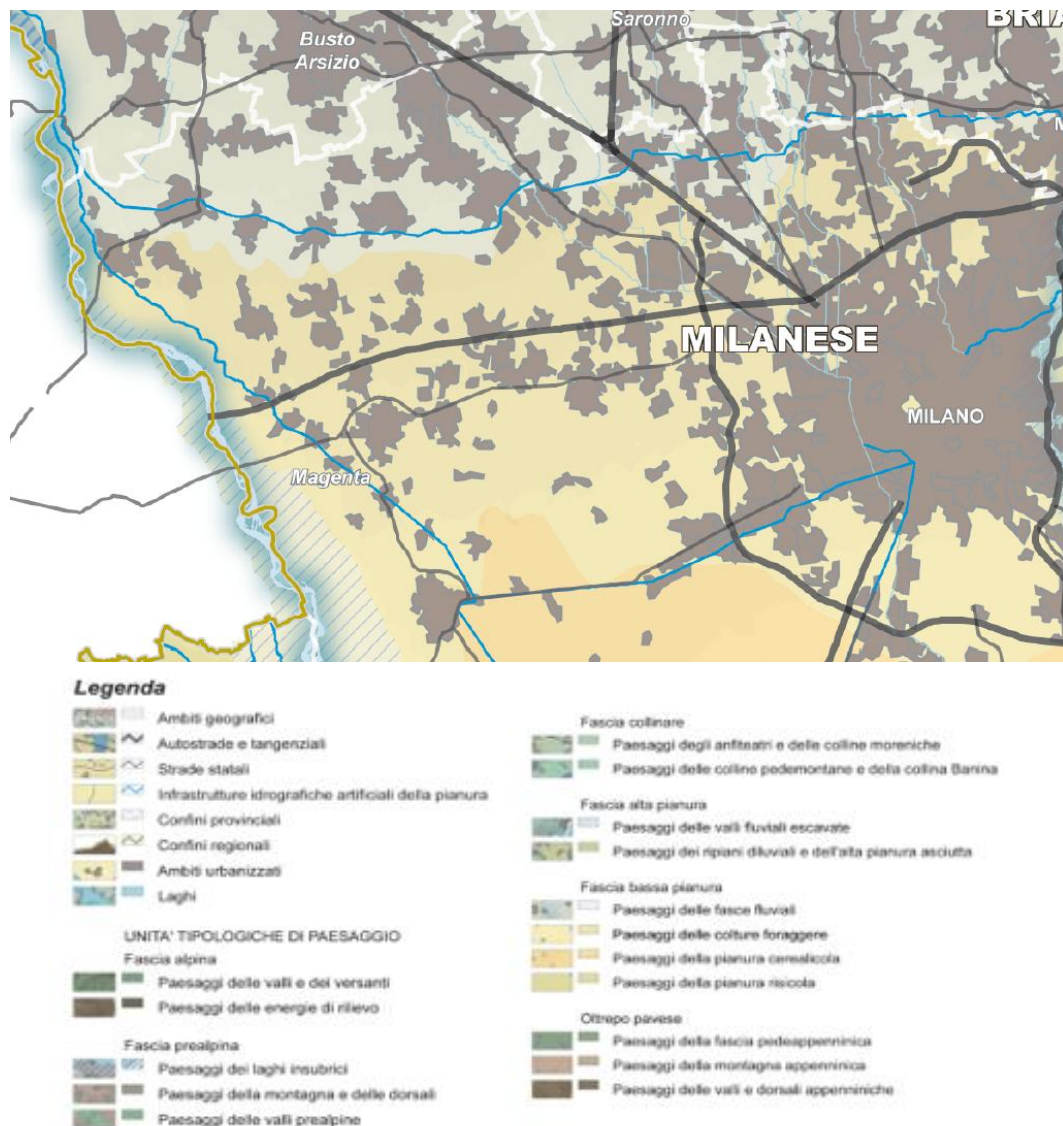 Saronno
BRIA
Busto
Arsizio
MILANESE
MILANO
Magenta
Legenda
Ambiti geografici
Autostrade e tangenziali
Strade statali
Infrastrutture idrografiche artificiali della pianura
Confini provinciali
Confini regionali
Ambiti urbanizzati
Laghi
UNITA' TIPOLOGICHE DI PAESAGGIO
Fascia alpina
Paesaggi delle valli e dei versanti
Paesaggi delle energie di rilievo
Fascia prealpina
Paesaggi dei laghi insubrici
Paesaggi della montagna e delle dorsali
Paesaggi delle valli prealpine
Fascia collinare
Paesaggi degli anfiteatri e delle colline moreniche
Paesaggi delle colline pedemontane e della collina Banina
Fascia alta pianura
Paesaggi delle valli fluviali escavate
Paesaggi dei ripiani diluviali e dell'alta pianura asciutta
Fascia bassa pianura
Paesaggi delle fasce fluviali
Paesaggi delle colture foraggere
Paesaggi della pianura cerealicola
Paesaggi della pianura risicola
Oltrepo pavese
Paesaggi della fascia pedeappenninica
Paesaggi della montagna appenninica
Paesaggi delle valli e dorsali appenniniche